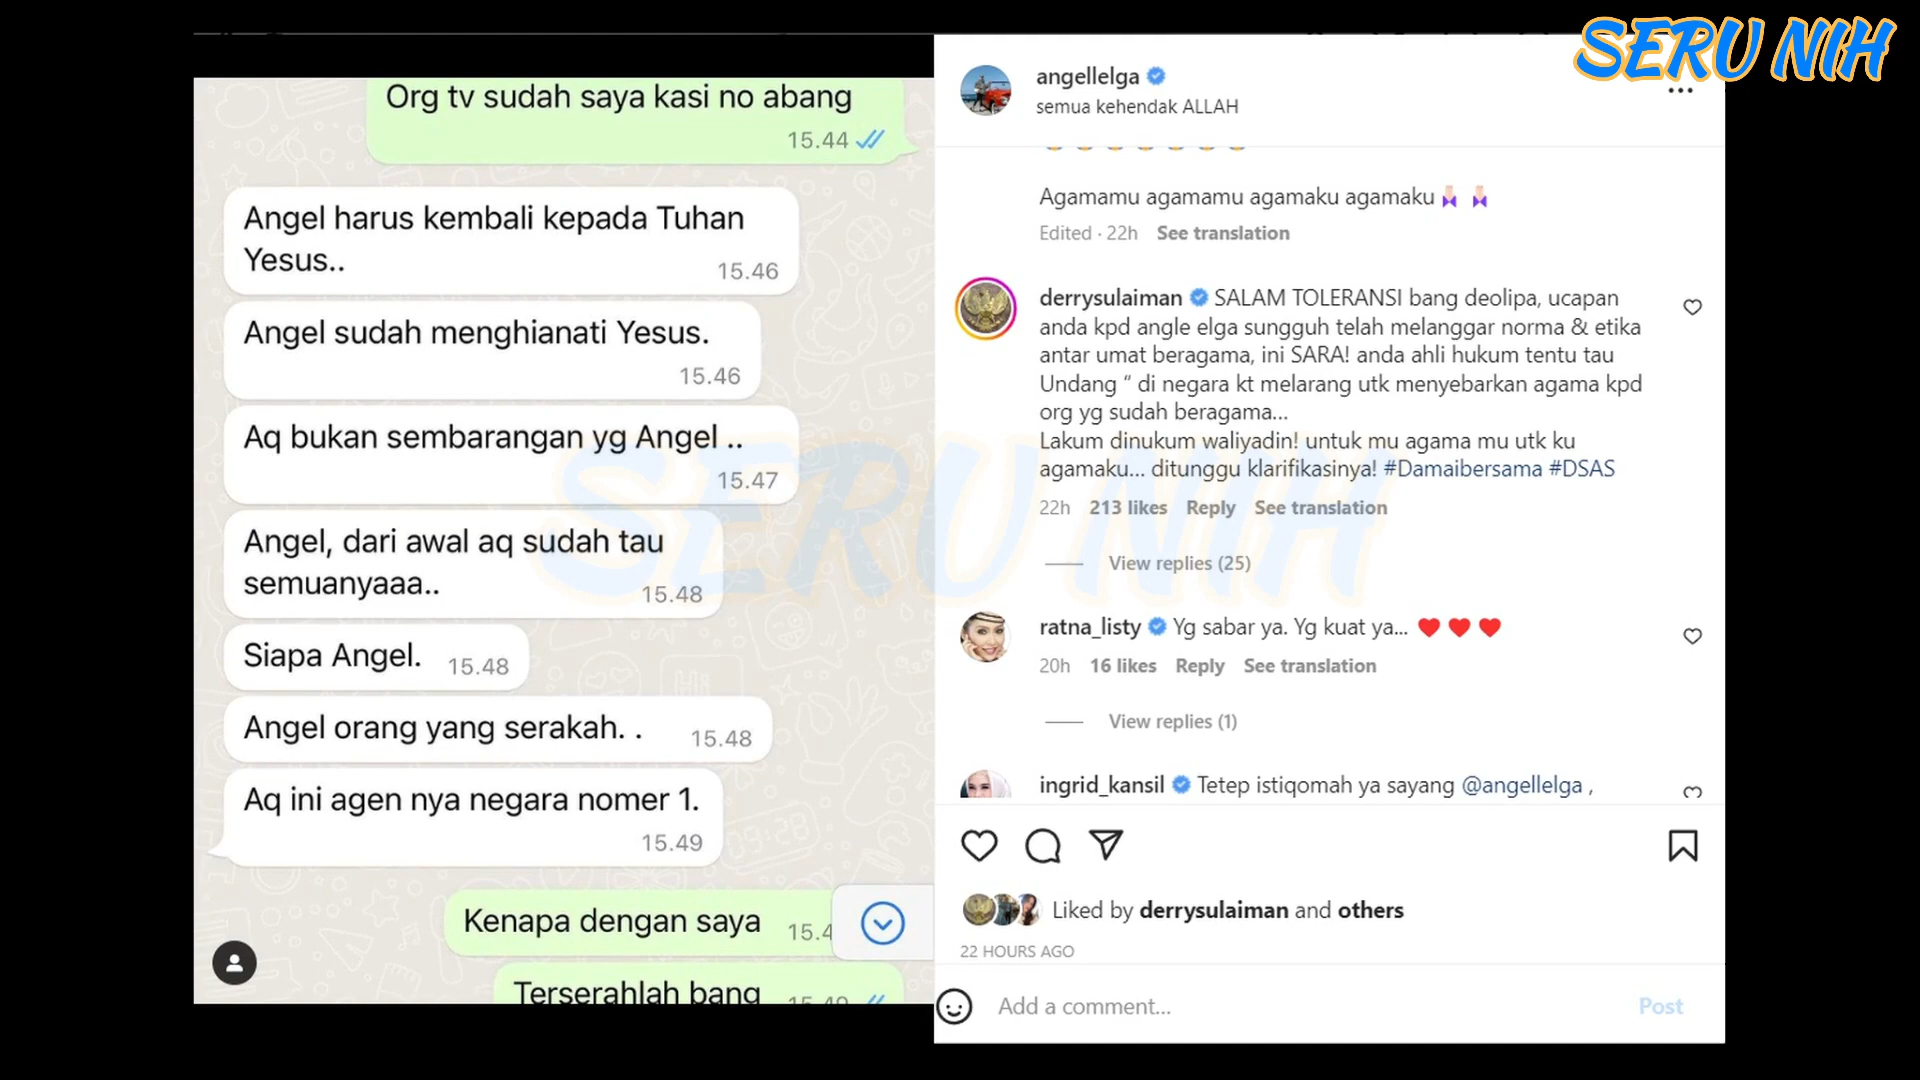 SERU NIH
Org tv sudah saya kasi no abang
15.44
Angel harus kembali kepada Tuhan
Yesus..
15.46
Angel sudah menghianati Yesus.
15.46
Aq bukan sembarangan yg Angel ..
15.47
Angel, dari awal aq sudah tau
semuanyaaa..
15.48
Siapa Angel. 15.48
Angel orang yang serakah. . 15.48
Aq ini agen nya negara nomer 1.
15.49
Kenapa dengan saya 15.4
Terserahlah bang 15.49
angellelga
semua kehendak ALLAH
Agamamu agamamu agamaku agamaku
Edited · 22h See translation
derrysulaiman SALAM TOLERANSI bang deolipa, ucapan
anda kpd angle elga sungguh telah melanggar norma & etika
antar umat beragama, ini SARA! anda ahli hukum tentu tau
Undang “ di negara kt melarang utk menyebarkan agama kpd
org yg sudah beragama...
Lakum dinukum waliyadin! untuk mu agama mu utk ku
agamaku... ditunggu klarifikasinya! #Damaibersama #DSAS
22h 213 likes Reply See translation
View replies (25)
ratna_listy Yg sabar ya. Yg kuat ya... ❤️ ❤️ ❤️
20h 16 likes Reply See translation
View replies (1)
ingrid_kansil Tetep istiqomah ya sayang @angellelga ,
Liked by derrysulaiman and others
22 HOURS AGO
Add a comment... Post
SERU NIH